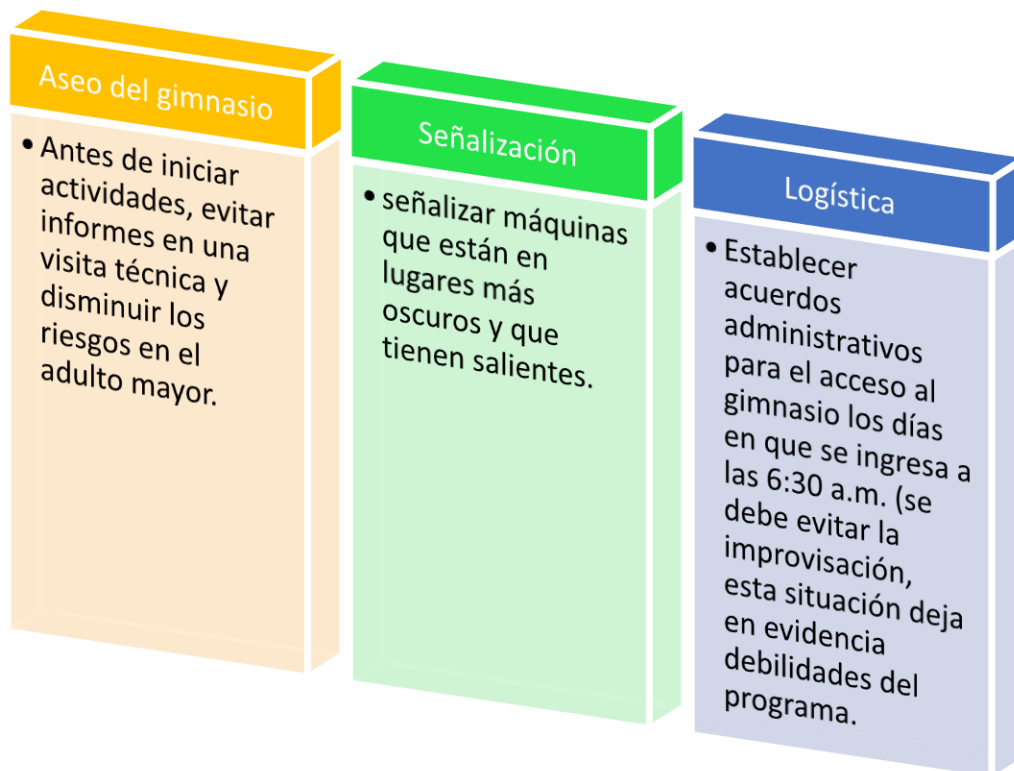 Aseo del gimnasio
• Antes de iniciar
actividades, evitar
informes en una
visita técnica y
disminuir los
riesgos en el
adulto mayor.
Señalización
• señalizar máquinas
que están en
lugares más
oscuros y que
tienen salientes.
Logística
• Establecer
acuerdos
administrativos
para el acceso al
gimnasio los días
en que se ingresa a
las 6:30 a.m. (se
debe evitar la
improvisación,
esta situación deja
en evidencia
debilidades del
programa.